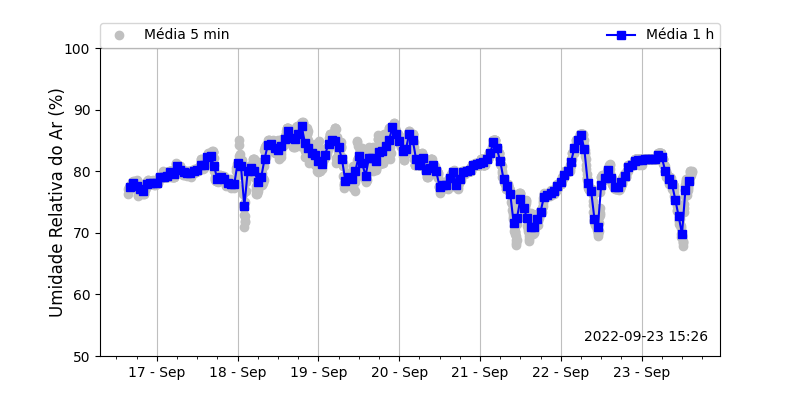 Média 5 min
Média 1 h
Umidade Relativa do Ar (%)
100
90
80
70
60
50
2022-09-23 15:26
17 - Sep
18 - Sep
19 - Sep
20 - Sep
21 - Sep
22 - Sep
23 - Sep